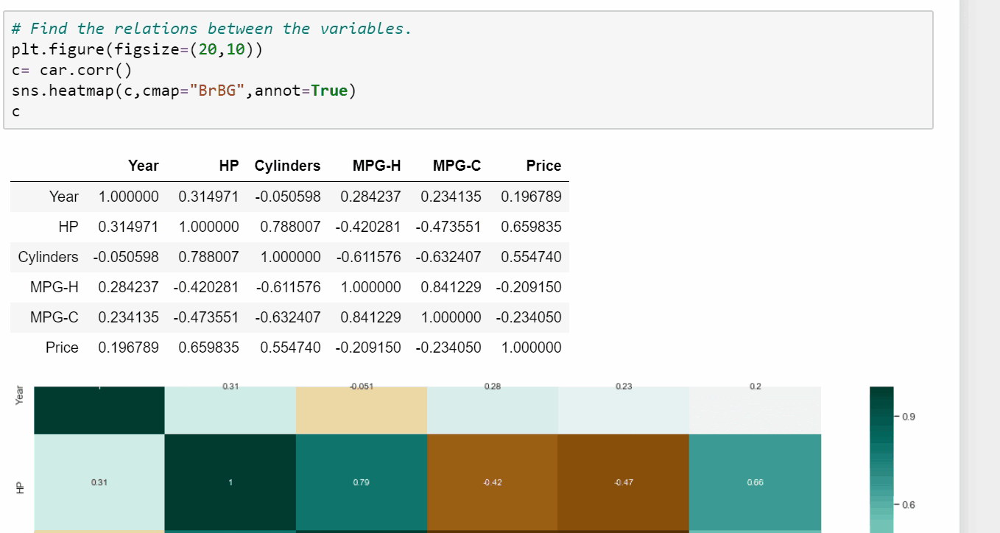 # Find the relations between the variables.
plt.figure(figsize=(20,10))
c= car.corr()
sns.heatmap(c,cmap="BrBG",annot=True)
c
Year HP Cylinders MPG-H MPG-C Price
Year 1.000000 0.314971 -0.050598 0.284237 0.234135 0.196789
HP 0.314971 1.000000 0.788007 -0.420281 -0.473551 0.659835
Cylinders -0.050598 0.788007 1.000000 -0.611576 -0.632407 0.554740
MPG-H 0.284237 -0.420281 -0.611576 1.000000 0.841229 -0.209150
MPG-C 0.234135 -0.473551 -0.632407 0.841229 1.000000 -0.234050
Price 0.196789 0.659835 0.554740 -0.209150 -0.234050 1.000000
Year 0.31 -0.051 0.28 0.23 0.2
0.9
HP 0.31 1 0.79 -0.42 -0.47 0.66
0.6